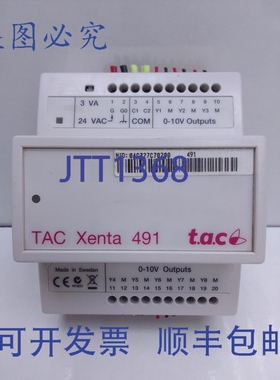 盗图必究
3 VA
24 VAC
1 2 3 4 5 6 7 8 9 10
G G0 COM Y1 M Y2 Y3 M
0-10V Outputs
491
JTT1368
TAC Xenta 491
t.a.c
Made in Sweden
0-10V Outputs
Y4 M Y5 Y6 M Y7 M Y8
11 12 13 14 15 16 17 18 19 20
可开发票 顺丰包邮